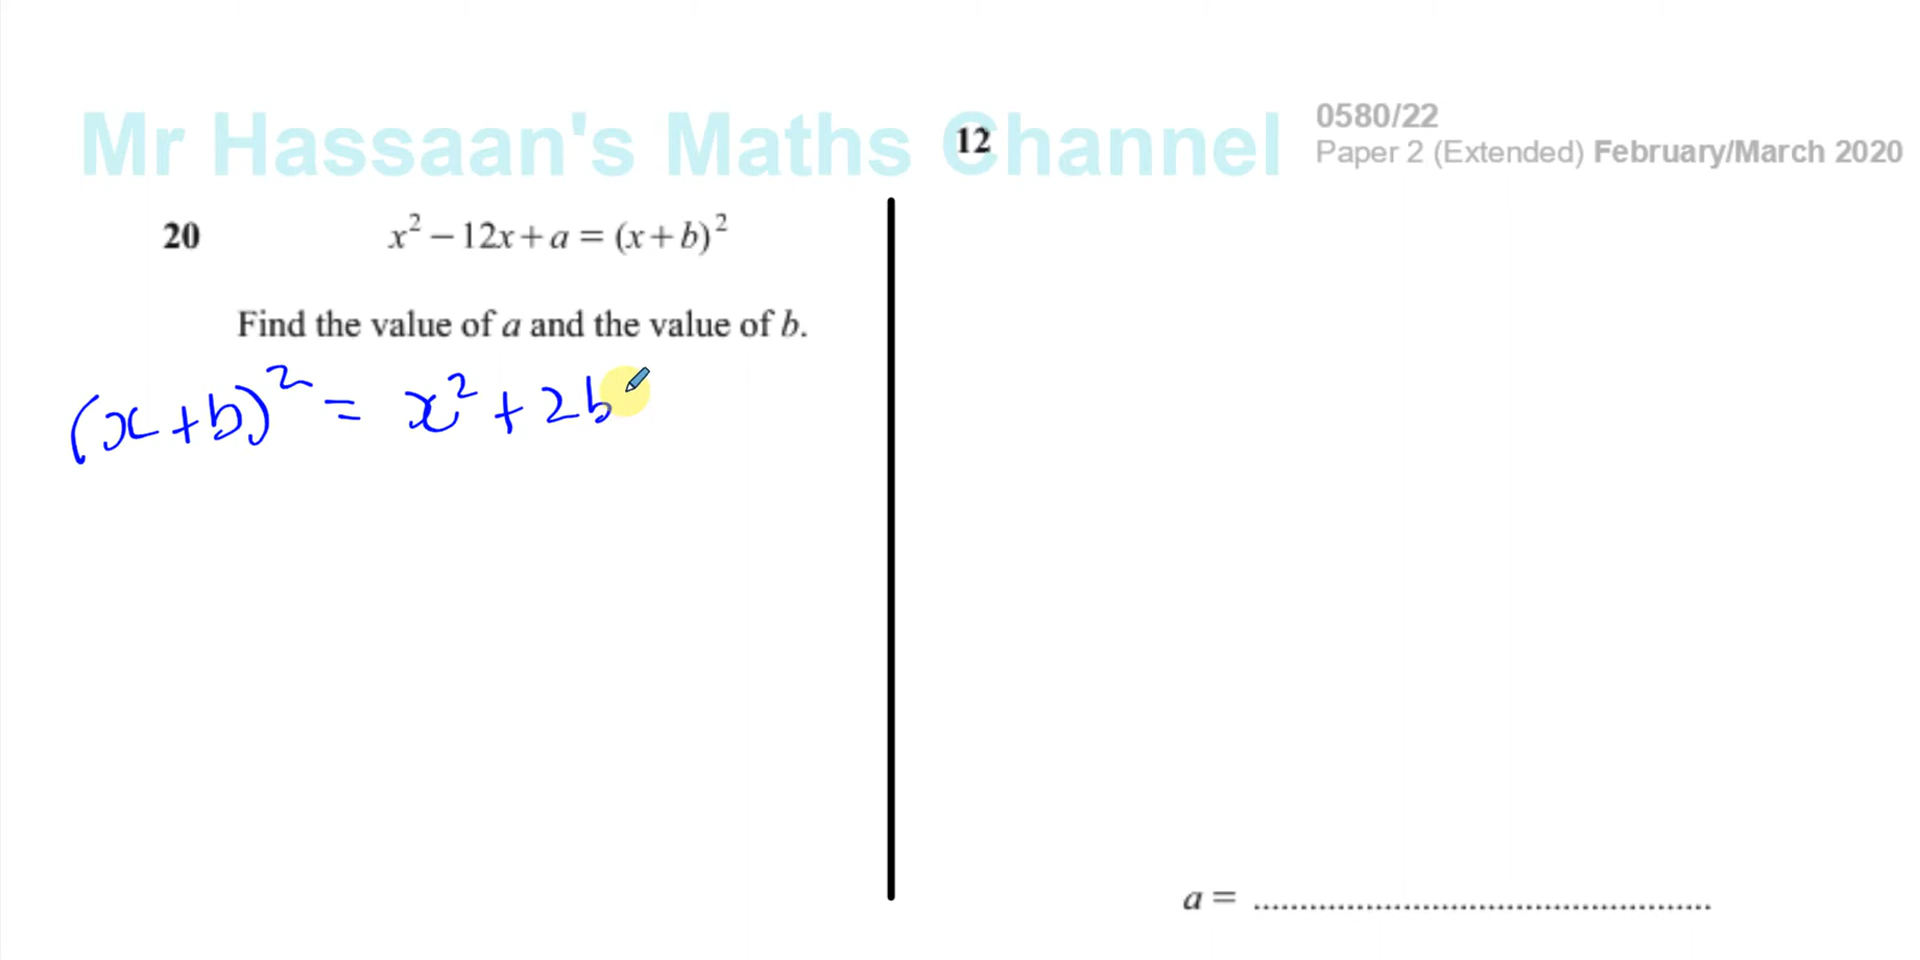 Mr Hassaan's Maths Channel
12
0580/22
Paper 2 (Extended) February/March 2020
20 x² − 12x + a = (x + b)²
Find the value of a and the value of b.
(x+b)² = x² + 2b
a = ..................................................